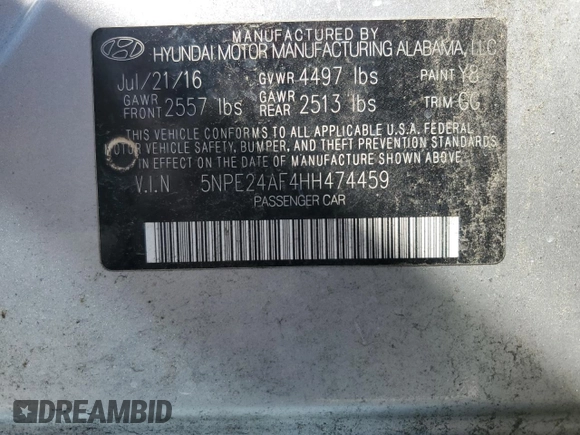 MANUFACTURED BY
HYUNDAI MOTOR MANUFACTURING ALABAMA, LLC
Jul/21/16 GVWR 4497 lbs PAINT Y8
GAWR FRONT 2557 lbs GAWR REAR 2513 lbs TRIM GG
THIS VEHICLE CONFORMS TO ALL APPLICABLE U.S.A. FEDERAL
MOTOR VEHICLE SAFETY, BUMPER, AND THEFT PREVENTION STANDARDS
IN EFFECT ON THE DATE OF MANUFACTURE SHOWN ABOVE.
V.I.N 5NPE24AF4HH474459
PASSENGER CAR
DREAMBID